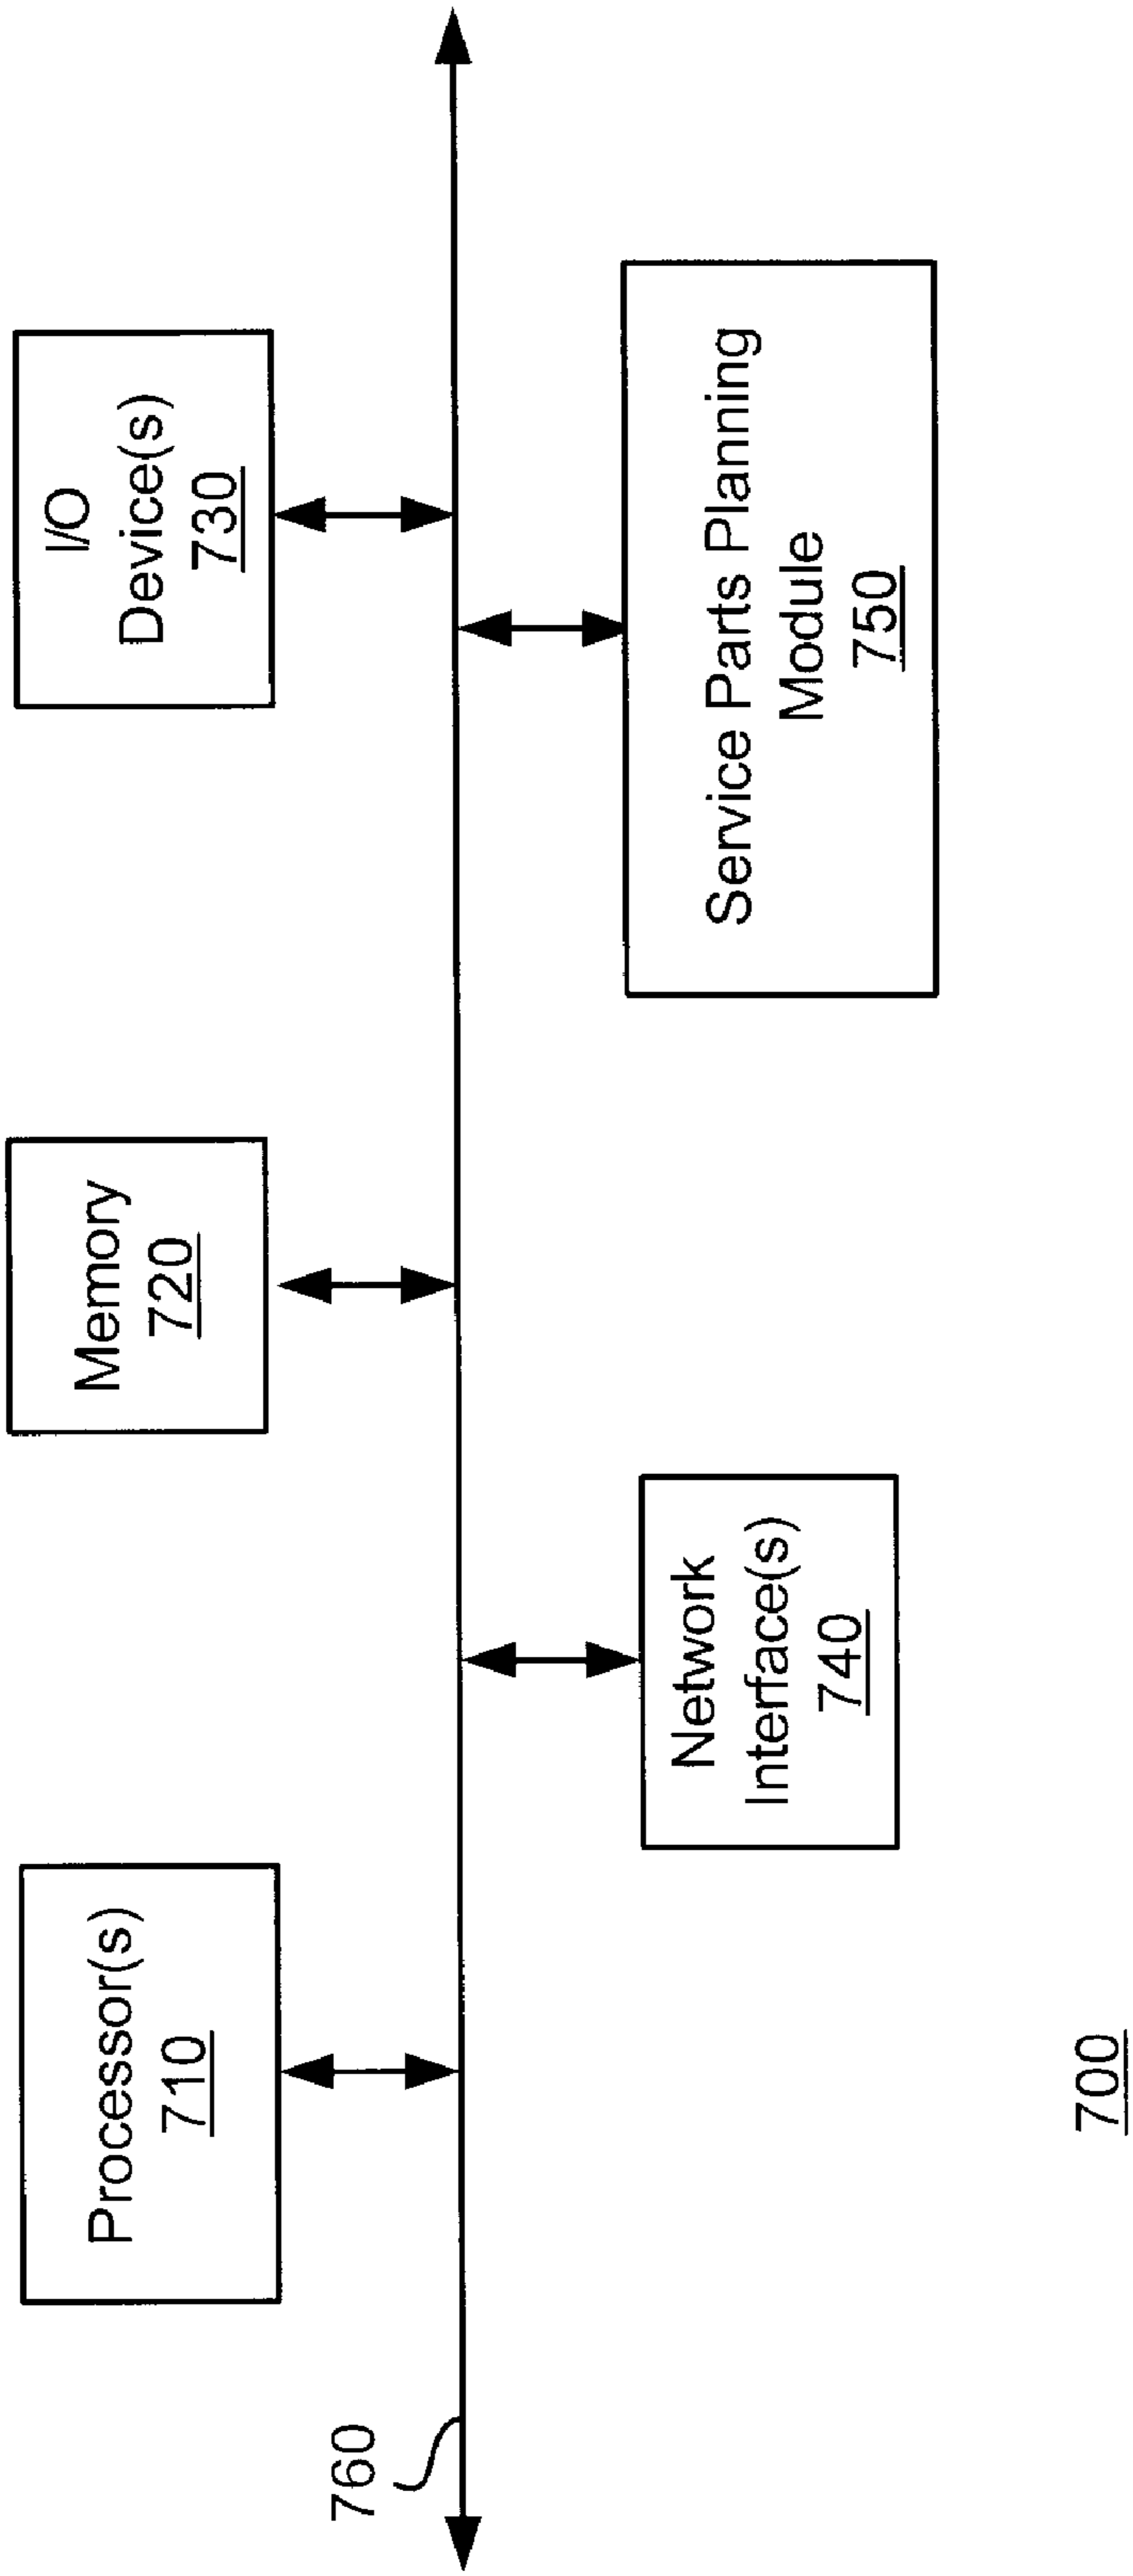 Processor(s)
710
Memory
720
I/O
Device(s)
730
760
Network
Interface(s)
740
Service Parts Planning
Module
750
700